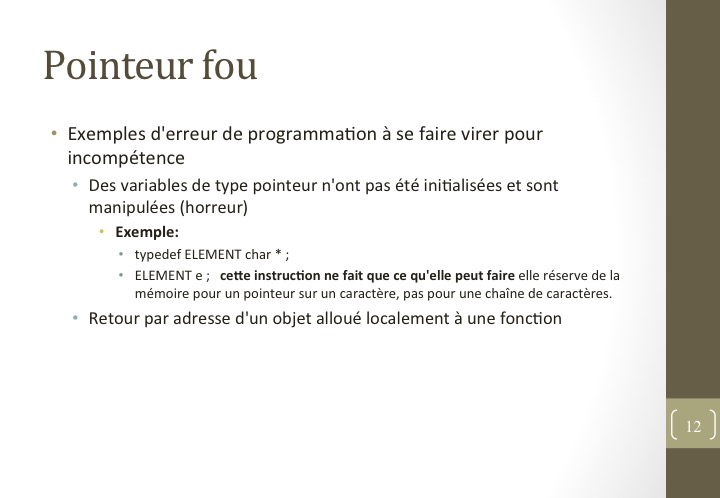 Pointeur fou
• Exemples d'erreur de programmation à se faire virer pour
incompétence
• Des variables de type pointeur n'ont pas été initialisées et sont
manipulées (horreur)
• Exemple:
• typedef ELEMENT char * ;
• ELEMENT e ; cette instruction ne fait que ce qu'elle peut faire elle réserve de la
mémoire pour un pointeur sur un caractère, pas pour une chaîne de caractères.
• Retour par adresse d'un objet alloué localement à une fonction
12